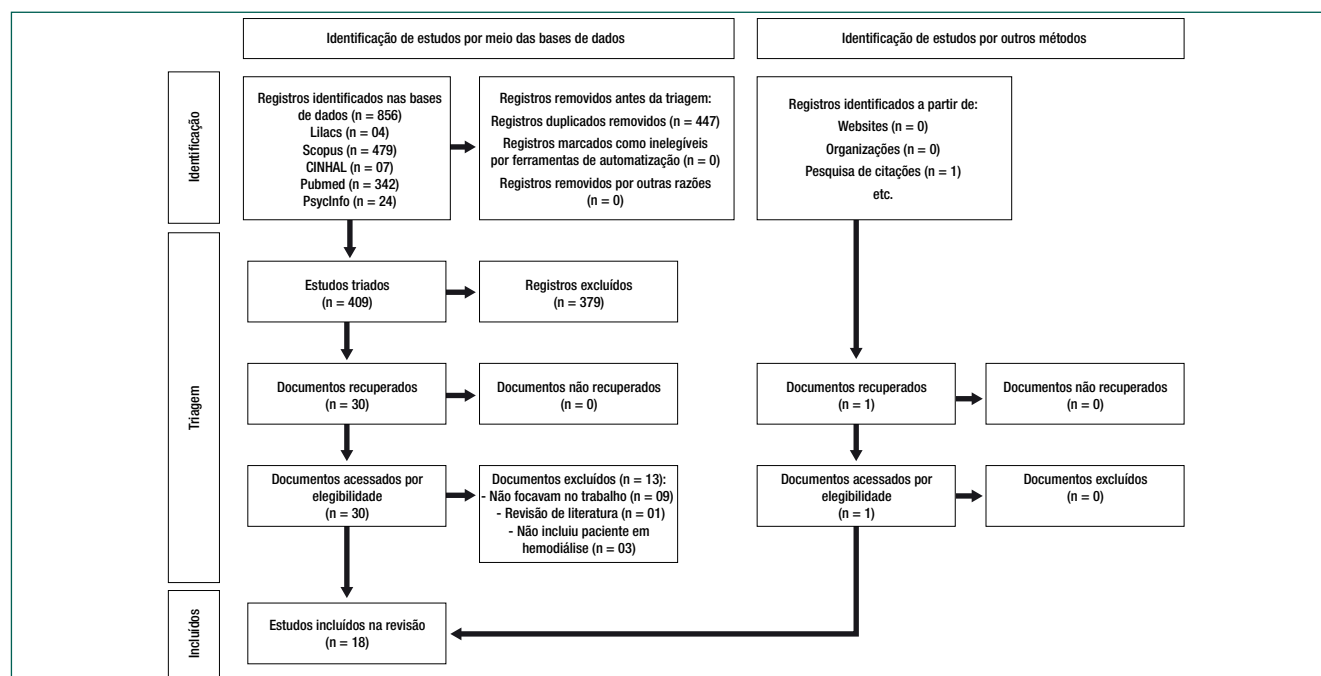 Identificação de estudos por meio das bases de dados
Identificação de estudos por outros métodos
Identificação
Registros identificados nas bases
de dados (n = 856)
Lilacs (n = 04)
Scopus (n = 479)
CINHAL (n = 07)
Pubmed (n = 342)
PsycInfo (n = 24)
Registros removidos antes da triagem:
Registros duplicados removidos (n = 447)
Registros marcados como inelegíveis
por ferramentas de automatização (n = 0)
Registros removidos por outras razões
(n = 0)
Registros identificados a partir de:
Websites (n = 0)
Organizações (n = 0)
Pesquisa de citações (n = 1)
etc.
Triagem
Estudos triados
(n = 409)
Registros excluídos
(n = 379)
Documentos recuperados
(n = 30)
Documentos não recuperados
(n = 0)
Documentos recuperados
(n = 1)
Documentos não recuperados
(n = 0)
Documentos acessados por
elegibilidade
(n = 30)
Documentos excluídos (n = 13):
- Não focavam no trabalho (n = 09)
- Revisão de literatura (n = 01)
- Não incluiu paciente em
hemodiálise (n = 03)
Documentos acessados por
elegibilidade
(n = 1)
Documentos excluídos
(n = 0)
Incluídos
Estudos incluídos na revisão
(n = 18)